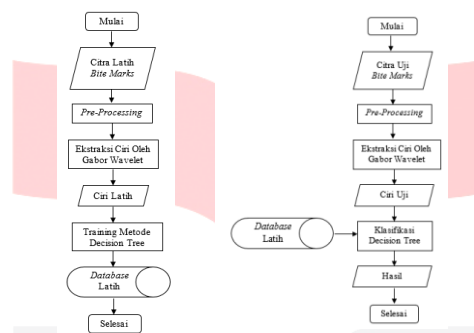 Mulai
Citra Latih
Bite Marks
Pre-Processing
Ekstraksi Ciri Oleh
Gabor Wavelet
Ciri Latih
Training Metode
Decision Tree
Database
Latih
Selesai
Mulai
Citra Uji
Bite Marks
Pre-Processing
Ekstraksi Ciri Oleh
Gabor Wavelet
Ciri Uji
Database
Latih
Klasifikasi
Decision Tree
Hasil
Selesai